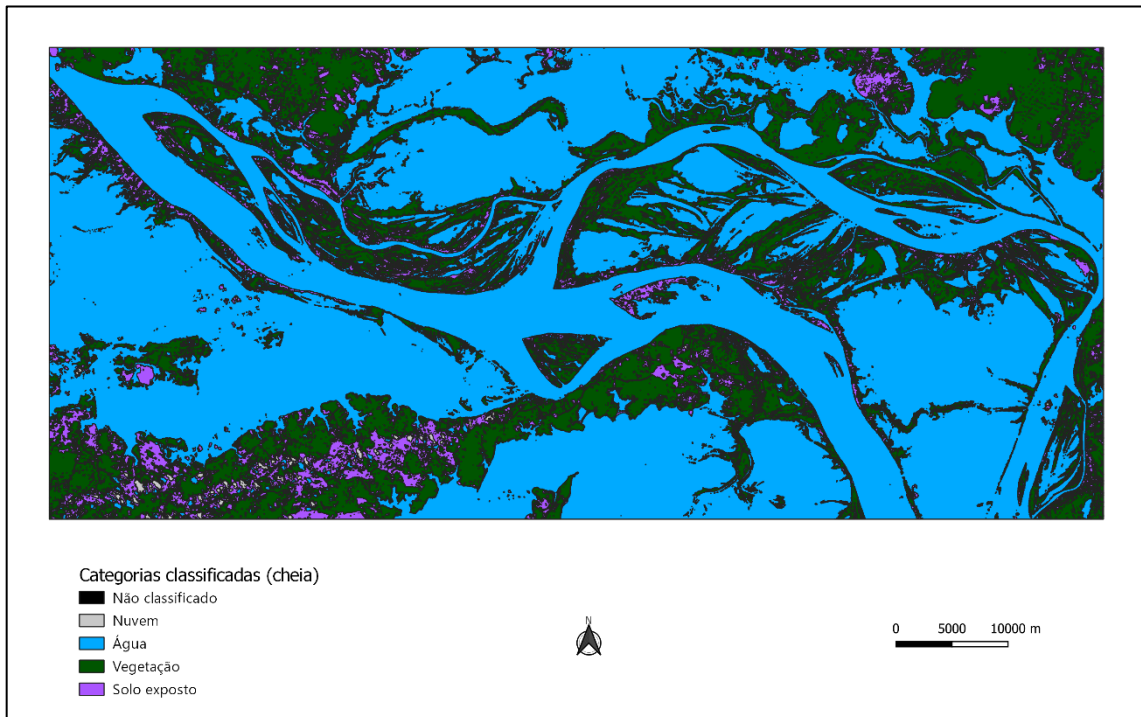 Categorias classificadas (cheia)
Não classificado
Nuvem
Água
Vegetação
Solo exposto
N
0 5000 10000 m